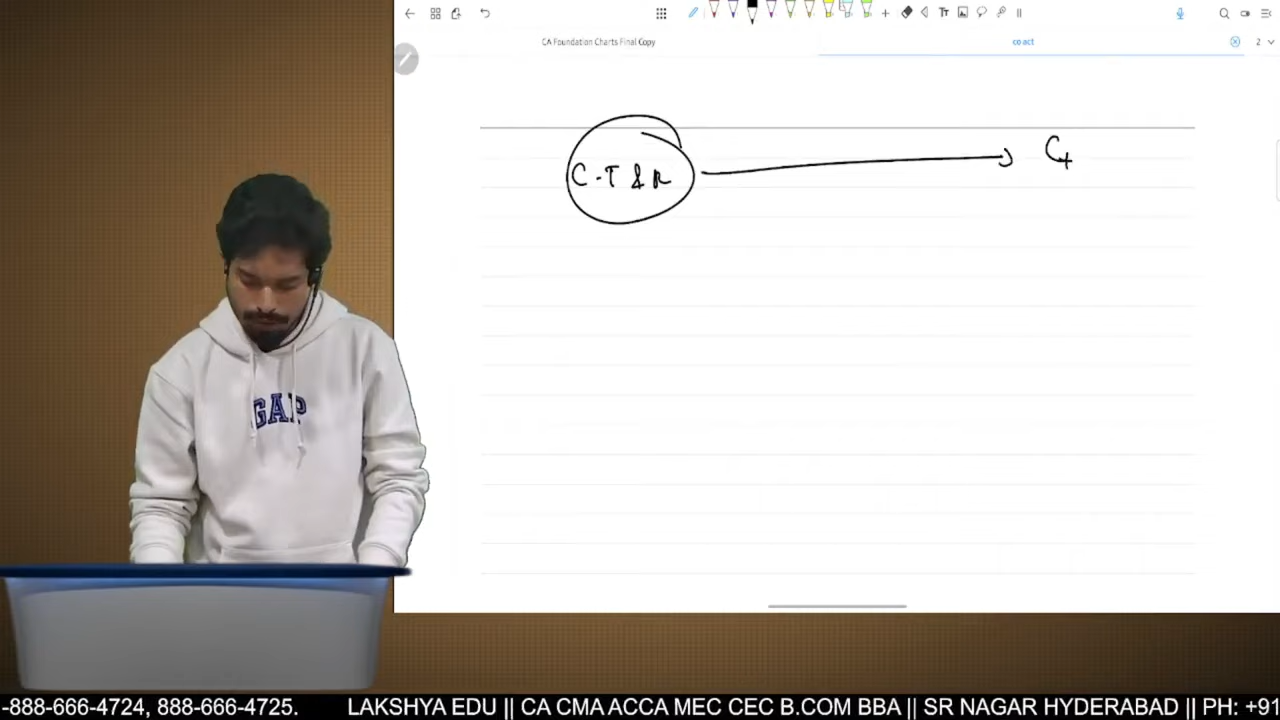 CA Foundation Charts Final Copy
co act
2
C.T & R
GAP
-888-666-4724, 888-666-4725. LAKSHYA EDU || CA CMA ACCA MEC CEC B.COM BBA || SR NAGAR HYDERABAD || PH: +91